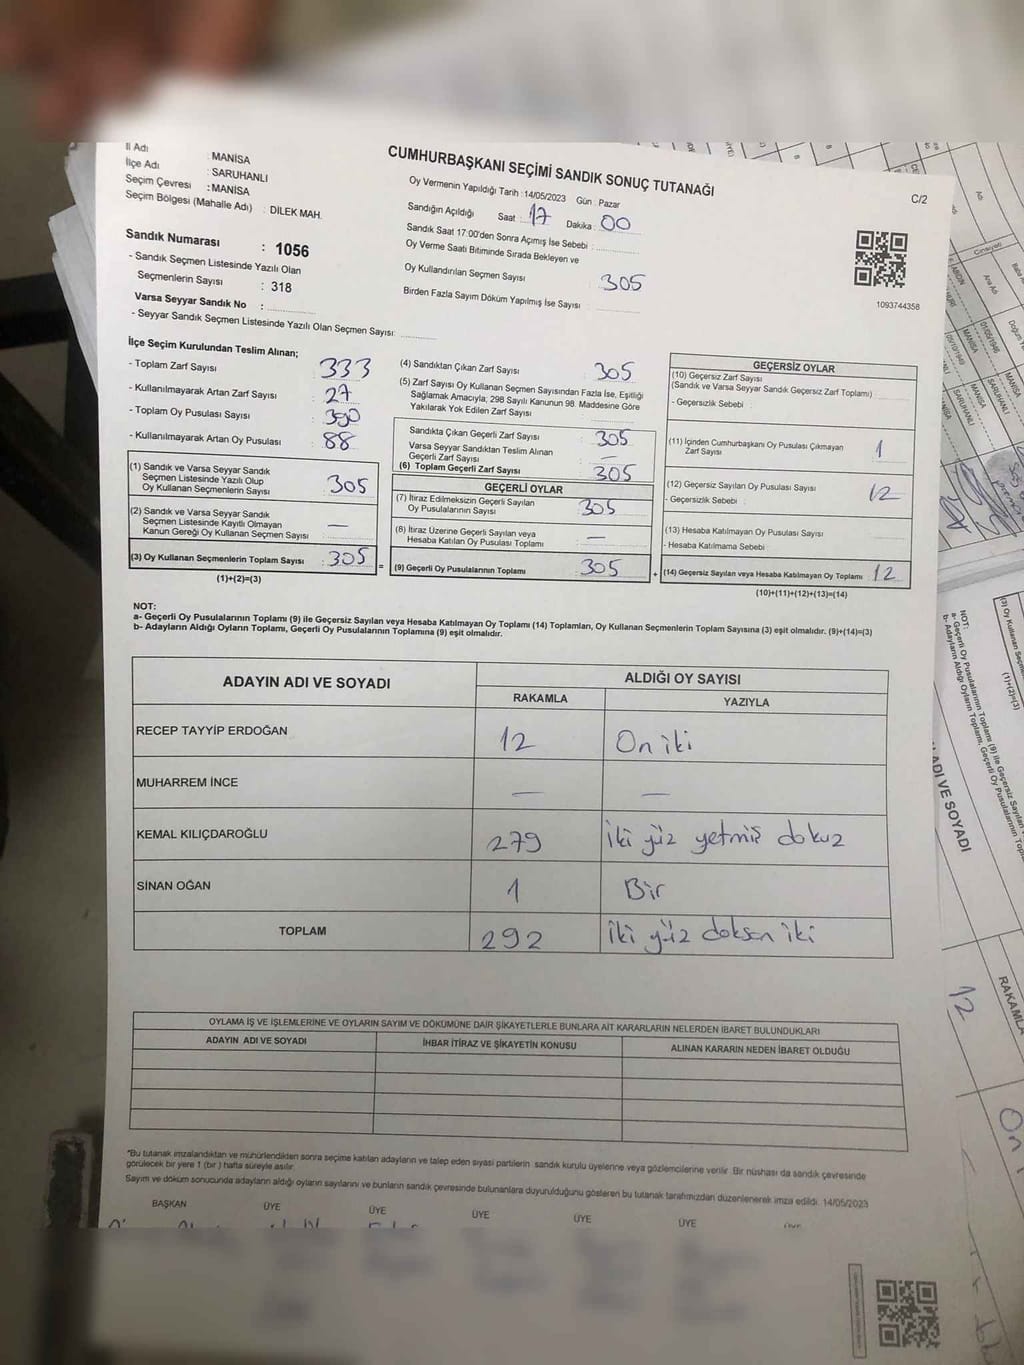 İl Adı : MANİSA
İlçe Adı : SARUHANLI
Seçim Çevresi : MANİSA
Seçim Bölgesi (Mahalle Adı) : DİLEK MAH.
CUMHURBAŞKANI SEÇİMİ SANDIK SONUÇ TUTANAĞI
C/2
Oy Vermenin Yapıldığı Tarih : 14/05/2023 Gün : Pazar
Sandığın Açıldığı Saat : 17 Dakika : 00
Sandık Saat 17:00'den Sonra Açımış İse Sebebi :
Oy Verme Saati Bitiminde Sırada Bekleyen ve
Oy Kullandırılan Seçmen Sayısı : 305
Birden Fazla Sayım Döküm Yapılmış İse Sayısı :
1093744358
Sandık Numarası : 1056
- Sandık Seçmen Listesinde Yazılı Olan
Seçmenlerin Sayısı : 318
Varsa Seyyar Sandık No :
- Seyyar Sandık Seçmen Listesinde Yazılı Olan Seçmen Sayısı:
İlçe Seçim Kurulundan Teslim Alınan;
- Toplam Zarf Sayısı : 333
- Kullanılmayarak Artan Zarf Sayısı : 27
- Toplam Oy Pusulası Sayısı
- Kullanılmayarak Artan Oy Pusulası : 88
(1) Sandık ve Varsa Seyyar Sandık
Seçmen Listesinde Yazılı Olup
Oy Kullanan Seçmenlerin Sayısı : 305
(2) Sandık ve Varsa Seyyar Sandık
Seçmen Listesinde Kayıtlı Olmayan
Kanun Gereği Oy Kullanan Seçmen Sayısı : —
(3) Oy Kullanan Seçmenlerin Toplam Sayısı : 305
(1)+(2)=(3)
(4) Sandıktan Çıkan Zarf Sayısı : 305
(5) Zarf Sayısı Oy Kullanan Seçmen Sayısından Fazla İse, Eşitliği
Sağlamak Amacıyla; 298 Sayılı Kanunun 98. Maddesine Göre
Yakılarak Yok Edilen Zarf Sayısı
Sandıkta Çıkan Geçerli Zarf Sayısı : 305
Varsa Seyyar Sandıktan Teslim Alınan
Geçerli Zarf Sayısı : —
(6) Toplam Geçerli Zarf Sayısı 305
GEÇERLİ OYLAR
(7) İtiraz Edilmeksizin Geçerli Sayılan
Oy Pusulalarının Sayısı : 305
(8) İtiraz Üzerine Geçerli Sayılan veya
Hesaba Katılan Oy Pusulası Toplamı : —
= (9) Geçerli Oy Pusulalarının Toplamı : 305
GEÇERSİZ OYLAR
(10) Geçersiz Zarf Sayısı
(Sandık ve Varsa Seyyar Sandık Geçersiz Zarf Toplamı)
- Geçersizlik Sebebi :
(11) İçinden Cumhurbaşkanı Oy Pusulası Çıkmayan
Zarf Sayısı : 1
(12) Geçersiz Sayılan Oy Pusulası Sayısı : 12
- Geçersizlik Sebebi :
(13) Hesaba Katılmayan Oy Pusulası Sayısı :
- Hesaba Katılmama Sebebi :
+ (14) Geçersiz Sayılan veya Hesaba Katılmayan Oy Toplamı : 12
(10)+(11)+(12)+(13)=(14)
NOT:
a- Geçerli Oy Pusulalarının Toplamı (9) ile Geçersiz Sayılan veya Hesaba Katılmayan Oy Toplamı (14) Toplamları, Oy Kullanan Seçmenlerin Toplam Sayısına (3) eşit olmalıdır. (9)+(14)=(3)
b- Adayların Aldığı Oyların Toplamı, Geçerli Oy Pusulalarının Toplamına (9) eşit olmalıdır.
ADAYIN ADI VE SOYADI
ALDIĞI OY SAYISI
RAKAMLA YAZIYLA
RECEP TAYYİP ERDOĞAN 12 On iki
MUHARREM İNCE — —
KEMAL KILIÇDAROĞLU 279 İki yüz yetmiş dokuz
SİNAN OĞAN 1 Bir
TOPLAM 292 İki yüz doksan iki
OYLAMA İŞ VE İŞLEMLERİNE VE OYLARIN SAYIM VE DÖKÜMÜNE DAİR ŞİKAYETLERLE BUNLARA AİT KARARLARIN NELERDEN İBARET BULUNDUKLARI
ADAYIN ADI VE SOYADI İHBAR İTİRAZ VE ŞİKAYETİN KONUSU ALINAN KARARIN NEDEN İBARET OLDUĞU
*Bu tutanak imzalandıktan ve mühürlendikten sonra seçime katılan adayların ve talep eden siyasi partilerin sandık kurulu üyelerine veya gözlemcilerine verilir. Bir nüshası da sandık çevresinde
görülecek bir yere 1 (bir ) hafta süreyle asılır.
Sayım ve döküm sonucunda adayların aldığı oyların sayılarını ve bunların sandık çevresinde bulunanlara duyurulduğunu gösteren bu tutanak tarafımızdan düzenlenerek imza edildi. 14/05/2023
BAŞKAN ÜYE ÜYE ÜYE ÜYE ÜYE
ADI VE SOYADI
RAKAMLA
12